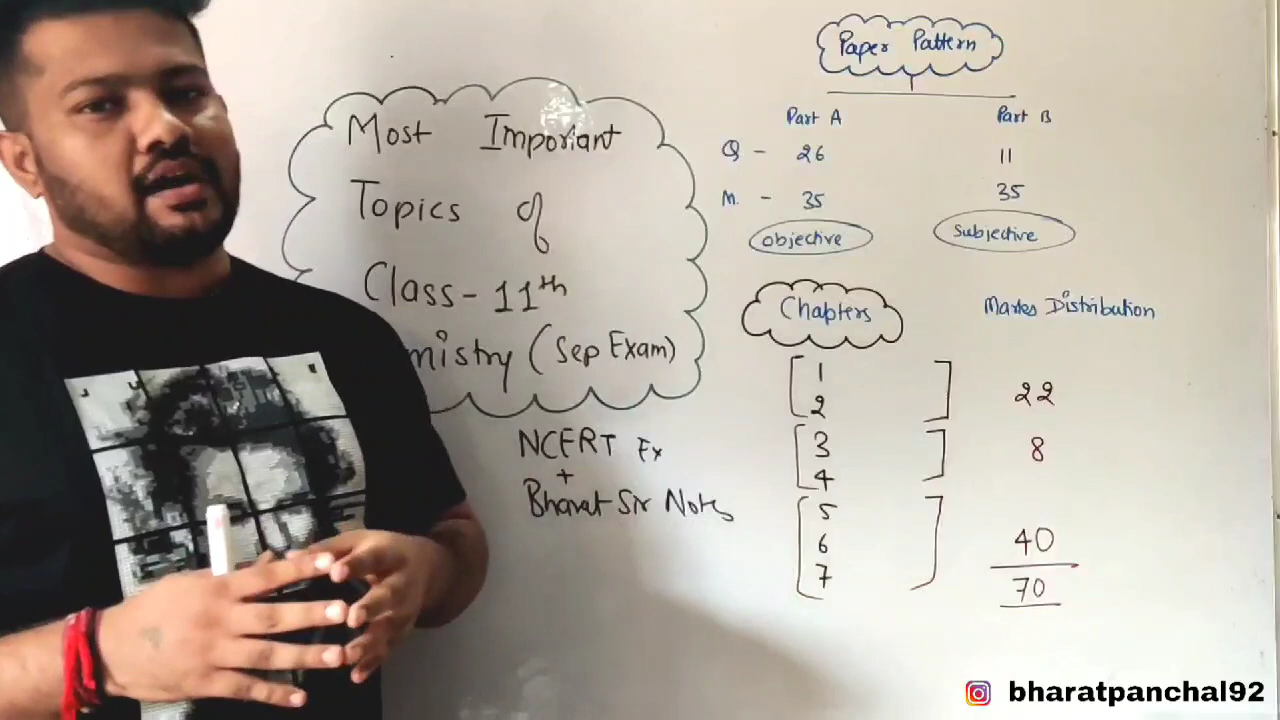 Most Important
Topics of
Class-11th
mistry (Sep Exam)
NCERT Ex
+
Bharat Sir Notes
Paper Pattern
Part A Part B
Q - 26 11
M. - 35 35
objective Subjective
Chapters Marks Distribution
1
2 22
3 8
4
5
6 40
7 70
bharatpanchal92